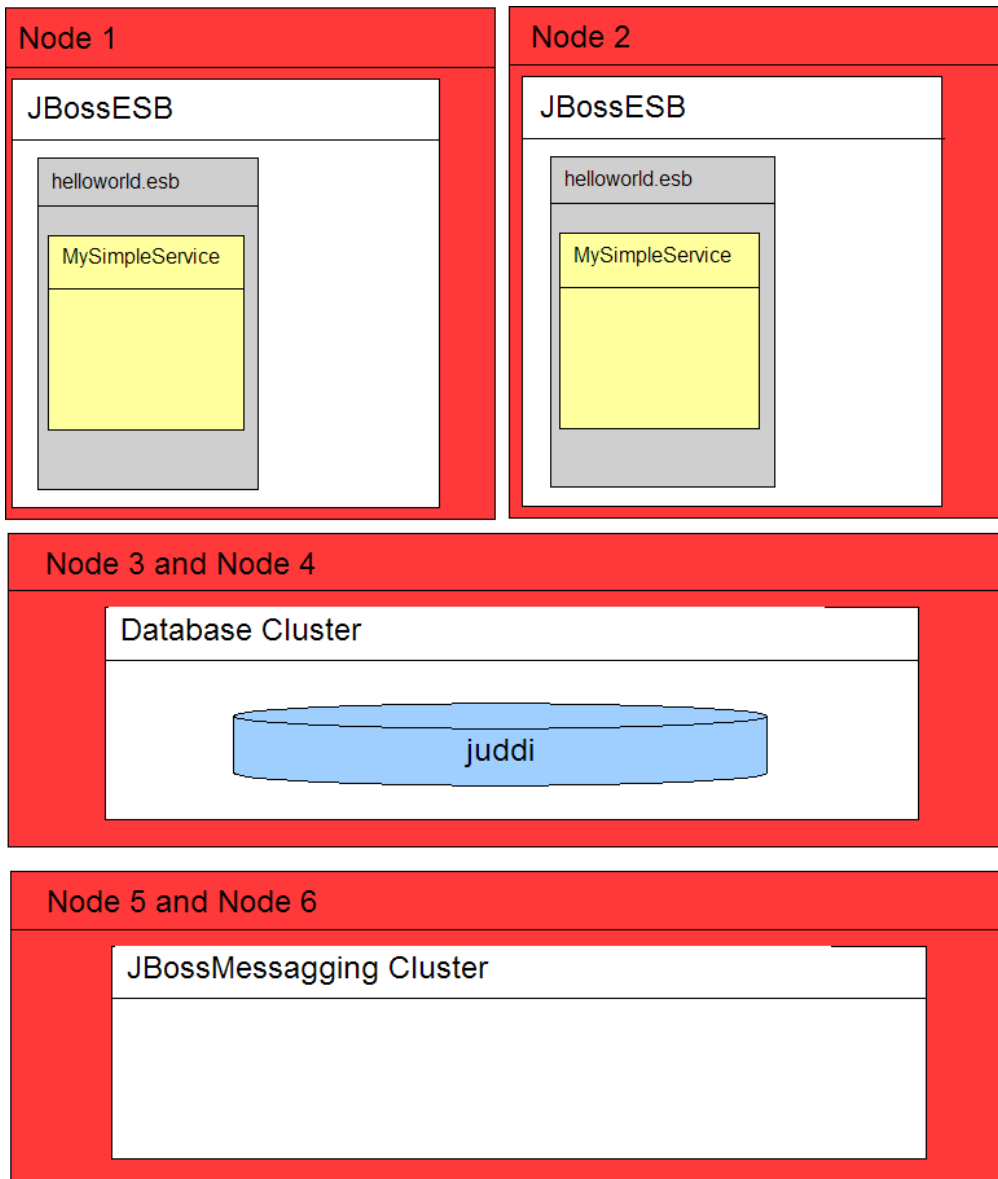 Node 1
JBossESB
helloworld.esb
MySimpleService
Node 2
JBossESB
helloworld.esb
MySimpleService
Node 3 and Node 4
Database Cluster
juddi
Node 5 and Node 6
JBossMessagging Cluster